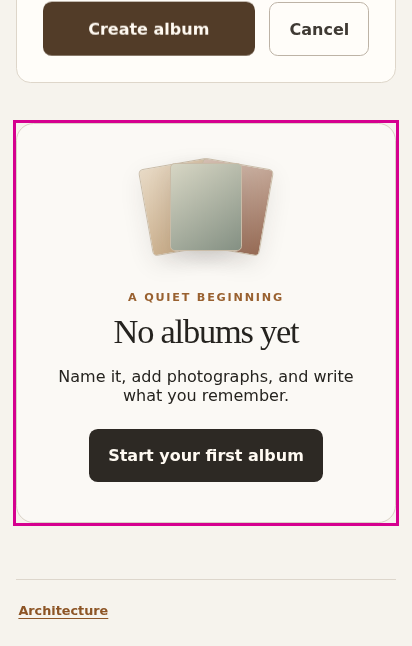 Create album
Cancel
A QUIET BEGINNING
No albums yet
Name it, add photographs, and write
what you remember.
Start your first album
Architecture